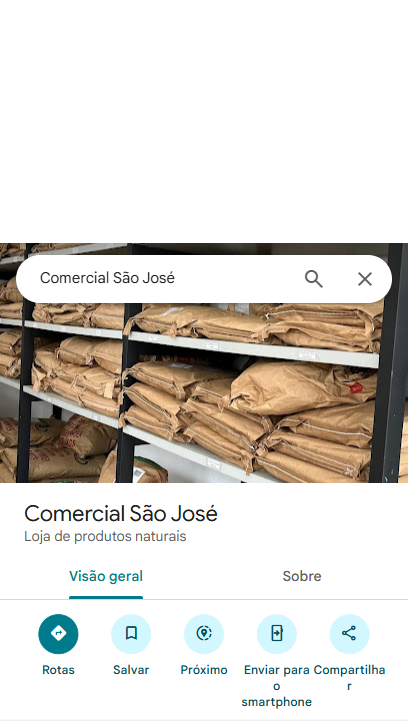 Comercial São José
Comercial São José
Loja de produtos naturais
Visão geral
Sobre
Rotas
Salvar
Próximo
Enviar para
o
smartphone
Compartilha
r